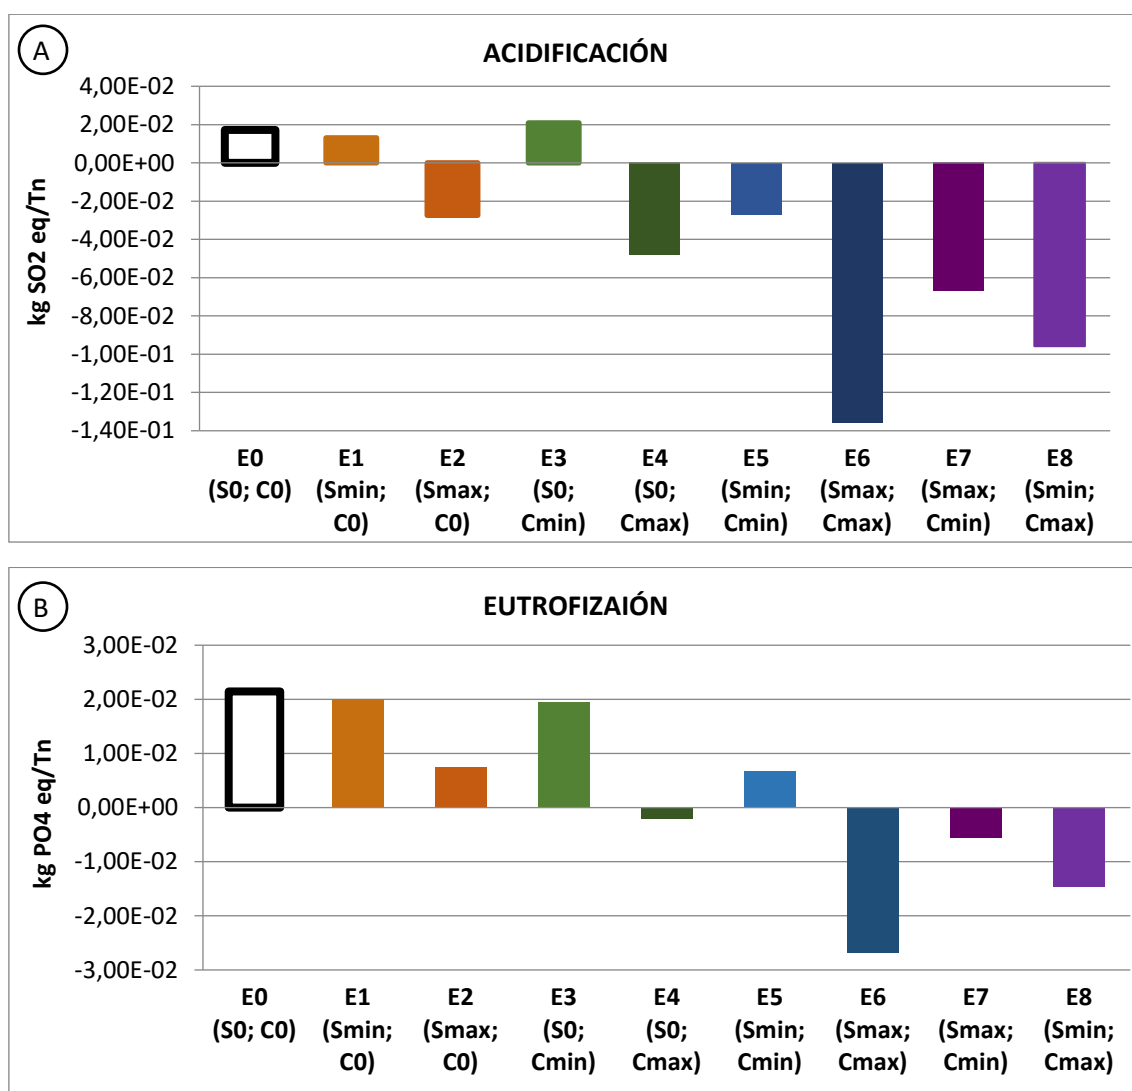 A
ACIDIFICACIÓN
kg SO2 eq/Tn
4,00E-02
2,00E-02
0,00E+00
-2,00E-02
-4,00E-02
-6,00E-02
-8,00E-02
-1,00E-01
-1,20E-01
-1,40E-01
E0 E1 E2 E3 E4 E5 E6 E7 E8
(S0; C0) (Smin; (Smax; (S0; (S0; (Smin; (Smax; (Smax; (Smin;
C0) C0) Cmin) Cmax) Cmin) Cmax) Cmin) Cmax)
B
EUTROFIZAIÓN
kg PO4 eq/Tn
3,00E-02
2,00E-02
1,00E-02
0,00E+00
-1,00E-02
-2,00E-02
-3,00E-02
E0 E1 E2 E3 E4 E5 E6 E7 E8
(S0; C0) (Smin; (Smax; (S0; (S0; (Smin; (Smax; (Smax; (Smin;
C0) C0) Cmin) Cmax) Cmin) Cmax) Cmin) Cmax)